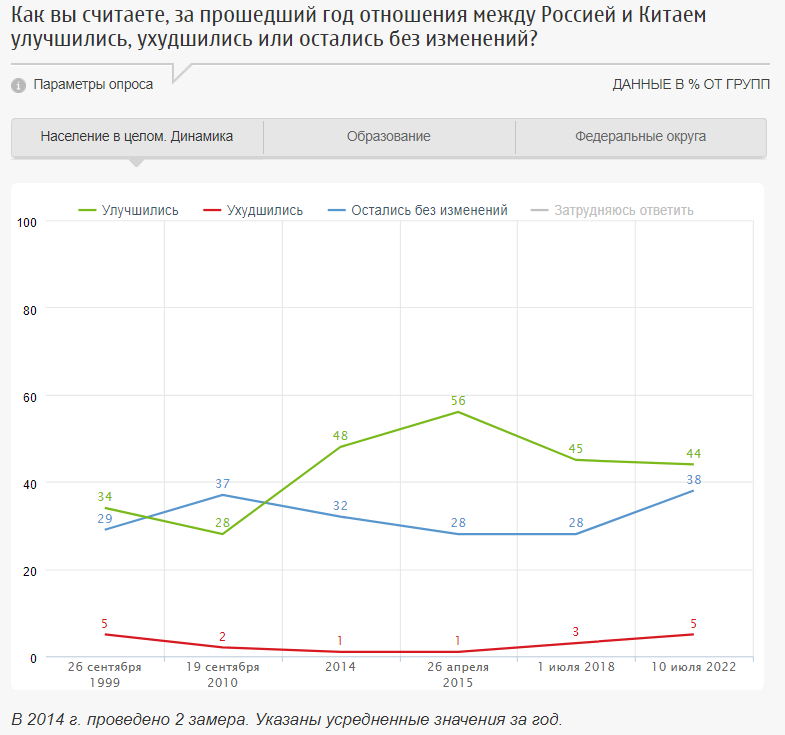 Как вы считаете, за прошедший год отношения между Россией и Китаем
улучшились, ухудшились или остались без изменений?
i Параметры опроса ДАННЫЕ В % ОТ ГРУПП
Население в целом. Динамика Образование Федеральные округа
Улучшились Ухудшились Остались без изменений Затрудняюсь ответить
100
80
60
40
20
0
34 28 48 56 45 44
29 37 32 28 28 38
5 2 1 1 3 5
26 сентября 1999
19 сентября 2010
2014
26 апреля 2015
1 июля 2018
10 июля 2022
В 2014 г. проведено 2 замера. Указаны усредненные значения за год.